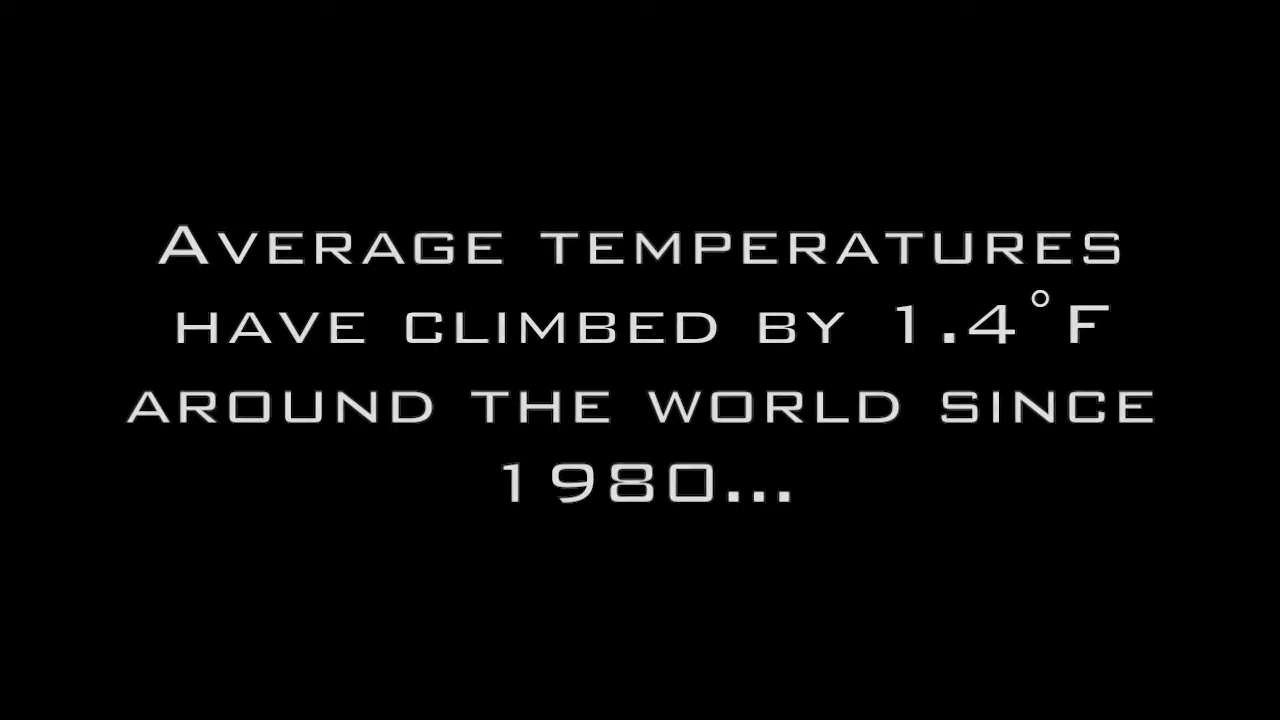 Average temperatures
have climbed by 1.4°F
around the world since
1980...